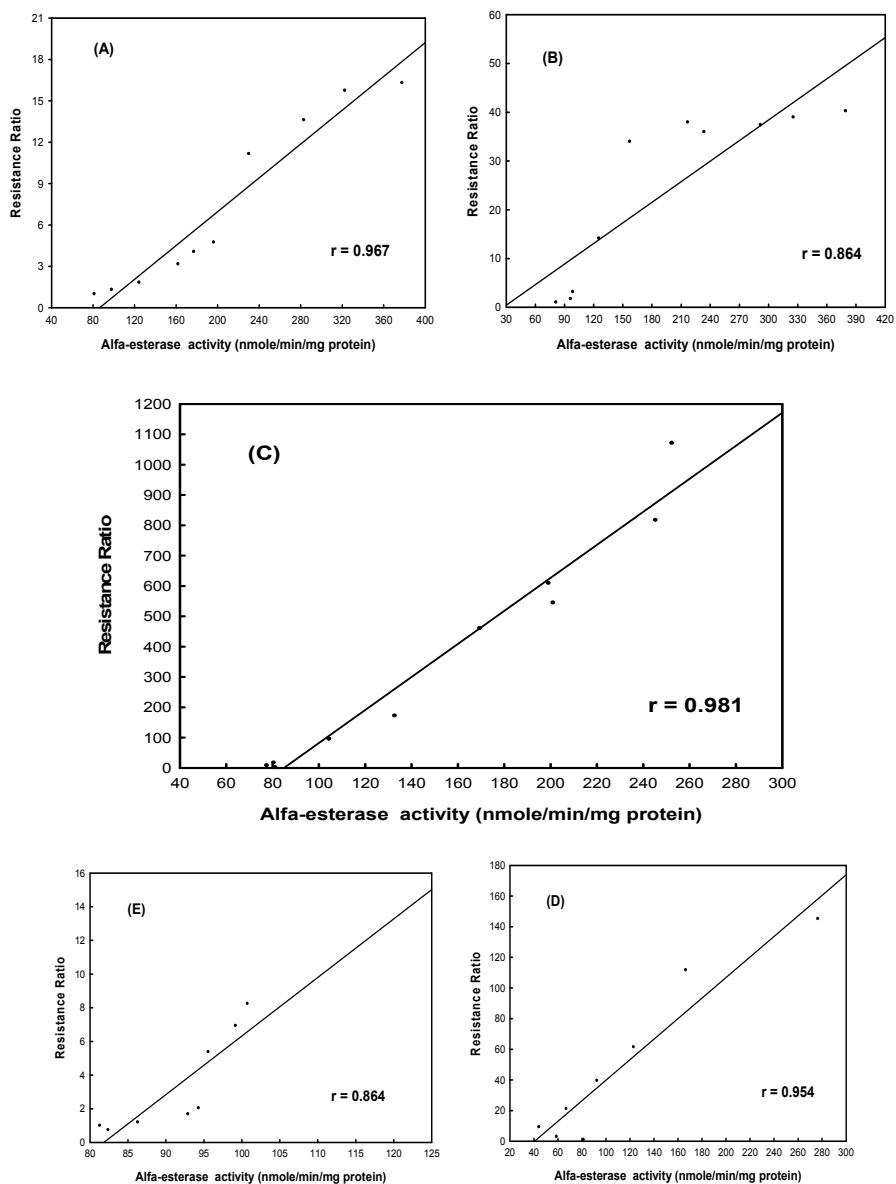 21
18
15
12
9
6
3
0
Resistance Ratio
(A)
r = 0.967
40 80 120 160 200 240 280 320 360 400
Alfa-esterase activity (nmole/min/mg protein)
60
50
40
30
20
10
0
Resistance Ratio
(B)
r = 0.864
30 60 90 120 150 180 210 240 270 300 330 360 390 420
Alfa-esterase activity (nmole/min/mg protein)
1200
1100
1000
900
800
700
600
500
400
300
200
100
0
Resistance Ratio
(C)
r = 0.981
40 60 80 100 120 140 160 180 200 220 240 260 280 300
Alfa-esterase activity (nmole/min/mg protein)
16
14
12
10
8
6
4
2
0
Resistance Ratio
(E)
r = 0.864
80 85 90 95 100 105 110 115 120 125
Alfa-esterase activity (nmole/min/mg protein)
180
160
140
120
100
80
60
40
20
0
Resistance Ratio
(D)
r = 0.954
20 40 60 80 100 120 140 160 180 200 220 240 260 280 300
Alfa-esterase activity (nmole/min/mg protein)